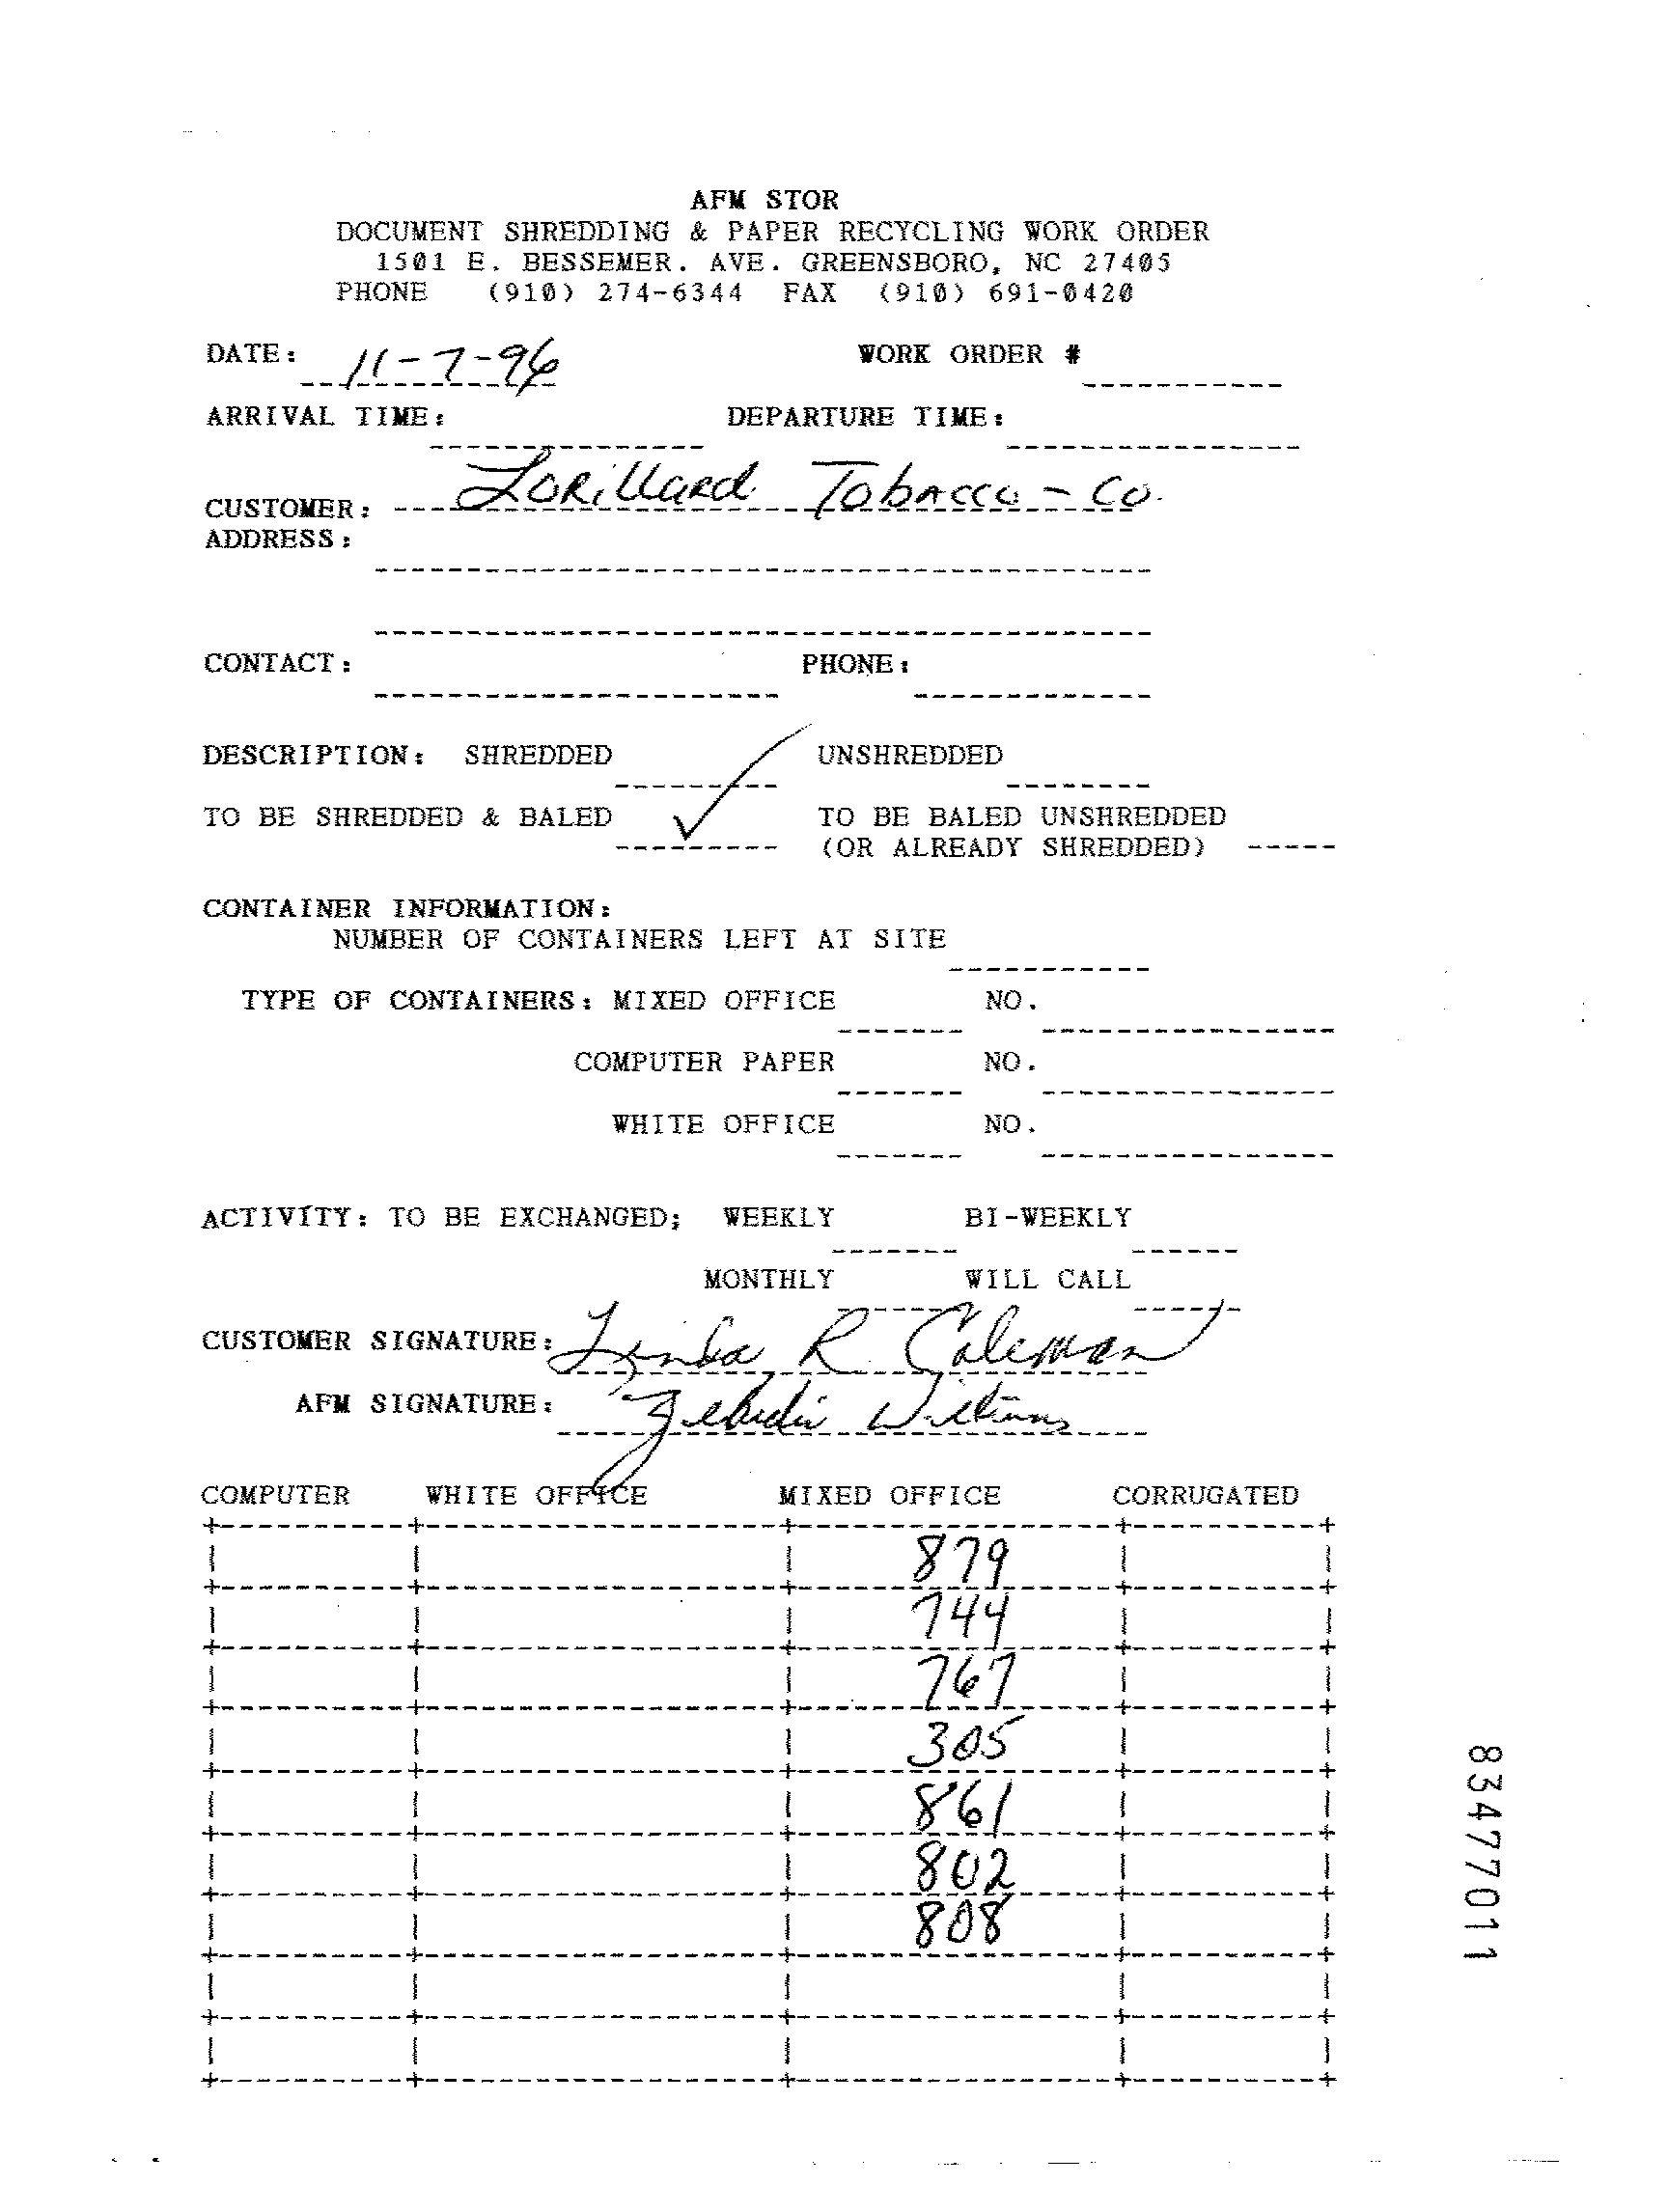 AFM STOR
DOCUMENT SHREDDING & PAPER RECYCLING WORK ORDER
1501 E. BESSEMER. AVE. GREENSBORO, NC 27405
PHONE (910) 274-6344 FAX (910) 691-0420
DATE: 11-7-96 WORK ORDER #
ARRIVAL TIME: DEPARTURE TIME:
CUSTOMER: Lorillard Tobacco - Co.
ADDRESS:
CONTACT: PHONE:
DESCRIPTION: SHREDDED UNSHREDDED
TO BE SHREDDED & BALED ✓ TO BE BALED UNSHREDDED
(OR ALREADY SHREDDED)
CONTAINER INFORMATION:
NUMBER OF CONTAINERS LEFT AT SITE
TYPE OF CONTAINERS: MIXED OFFICE NO.
COMPUTER PAPER NO.
WHITE OFFICE NO.
ACTIVITY: TO BE EXCHANGED; WEEKLY BI-WEEKLY
MONTHLY WILL CALL
CUSTOMER SIGNATURE: Lynda R. Coleman
AFM SIGNATURE:
COMPUTER WHITE OFFICE MIXED OFFICE CORRUGATED
879
744
767
305
861
802
808
83477011